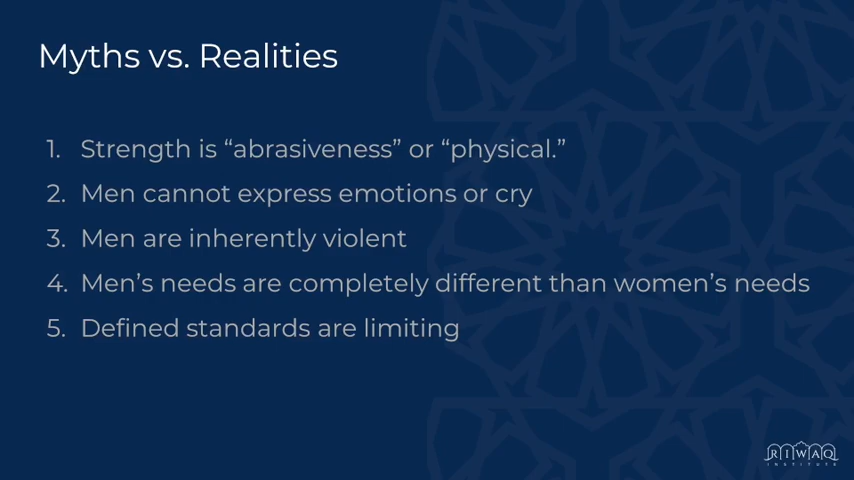 Myths vs. Realities
1. Strength is “abrasiveness” or “physical.”
2. Men cannot express emotions or cry
3. Men are inherently violent
4. Men’s needs are completely different than women’s needs
5. Defined standards are limiting
RIWAQ
INSTITUTE